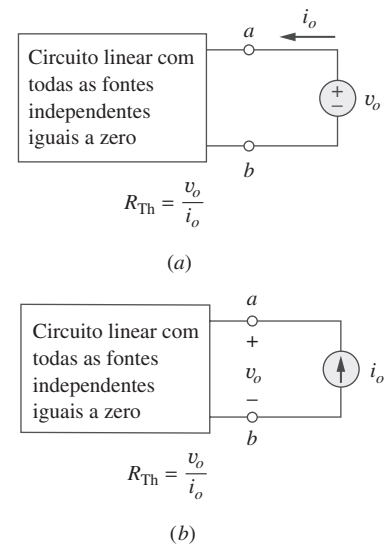 a
i_o
Circuito linear com
todas as fontes
independentes
iguais a zero
+
−
v_o
b
R_Th = v_o / i_o
(a)
a
Circuito linear com
todas as fontes
independentes
iguais a zero
+
v_o
−
i_o
b
R_Th = v_o / i_o
(b)